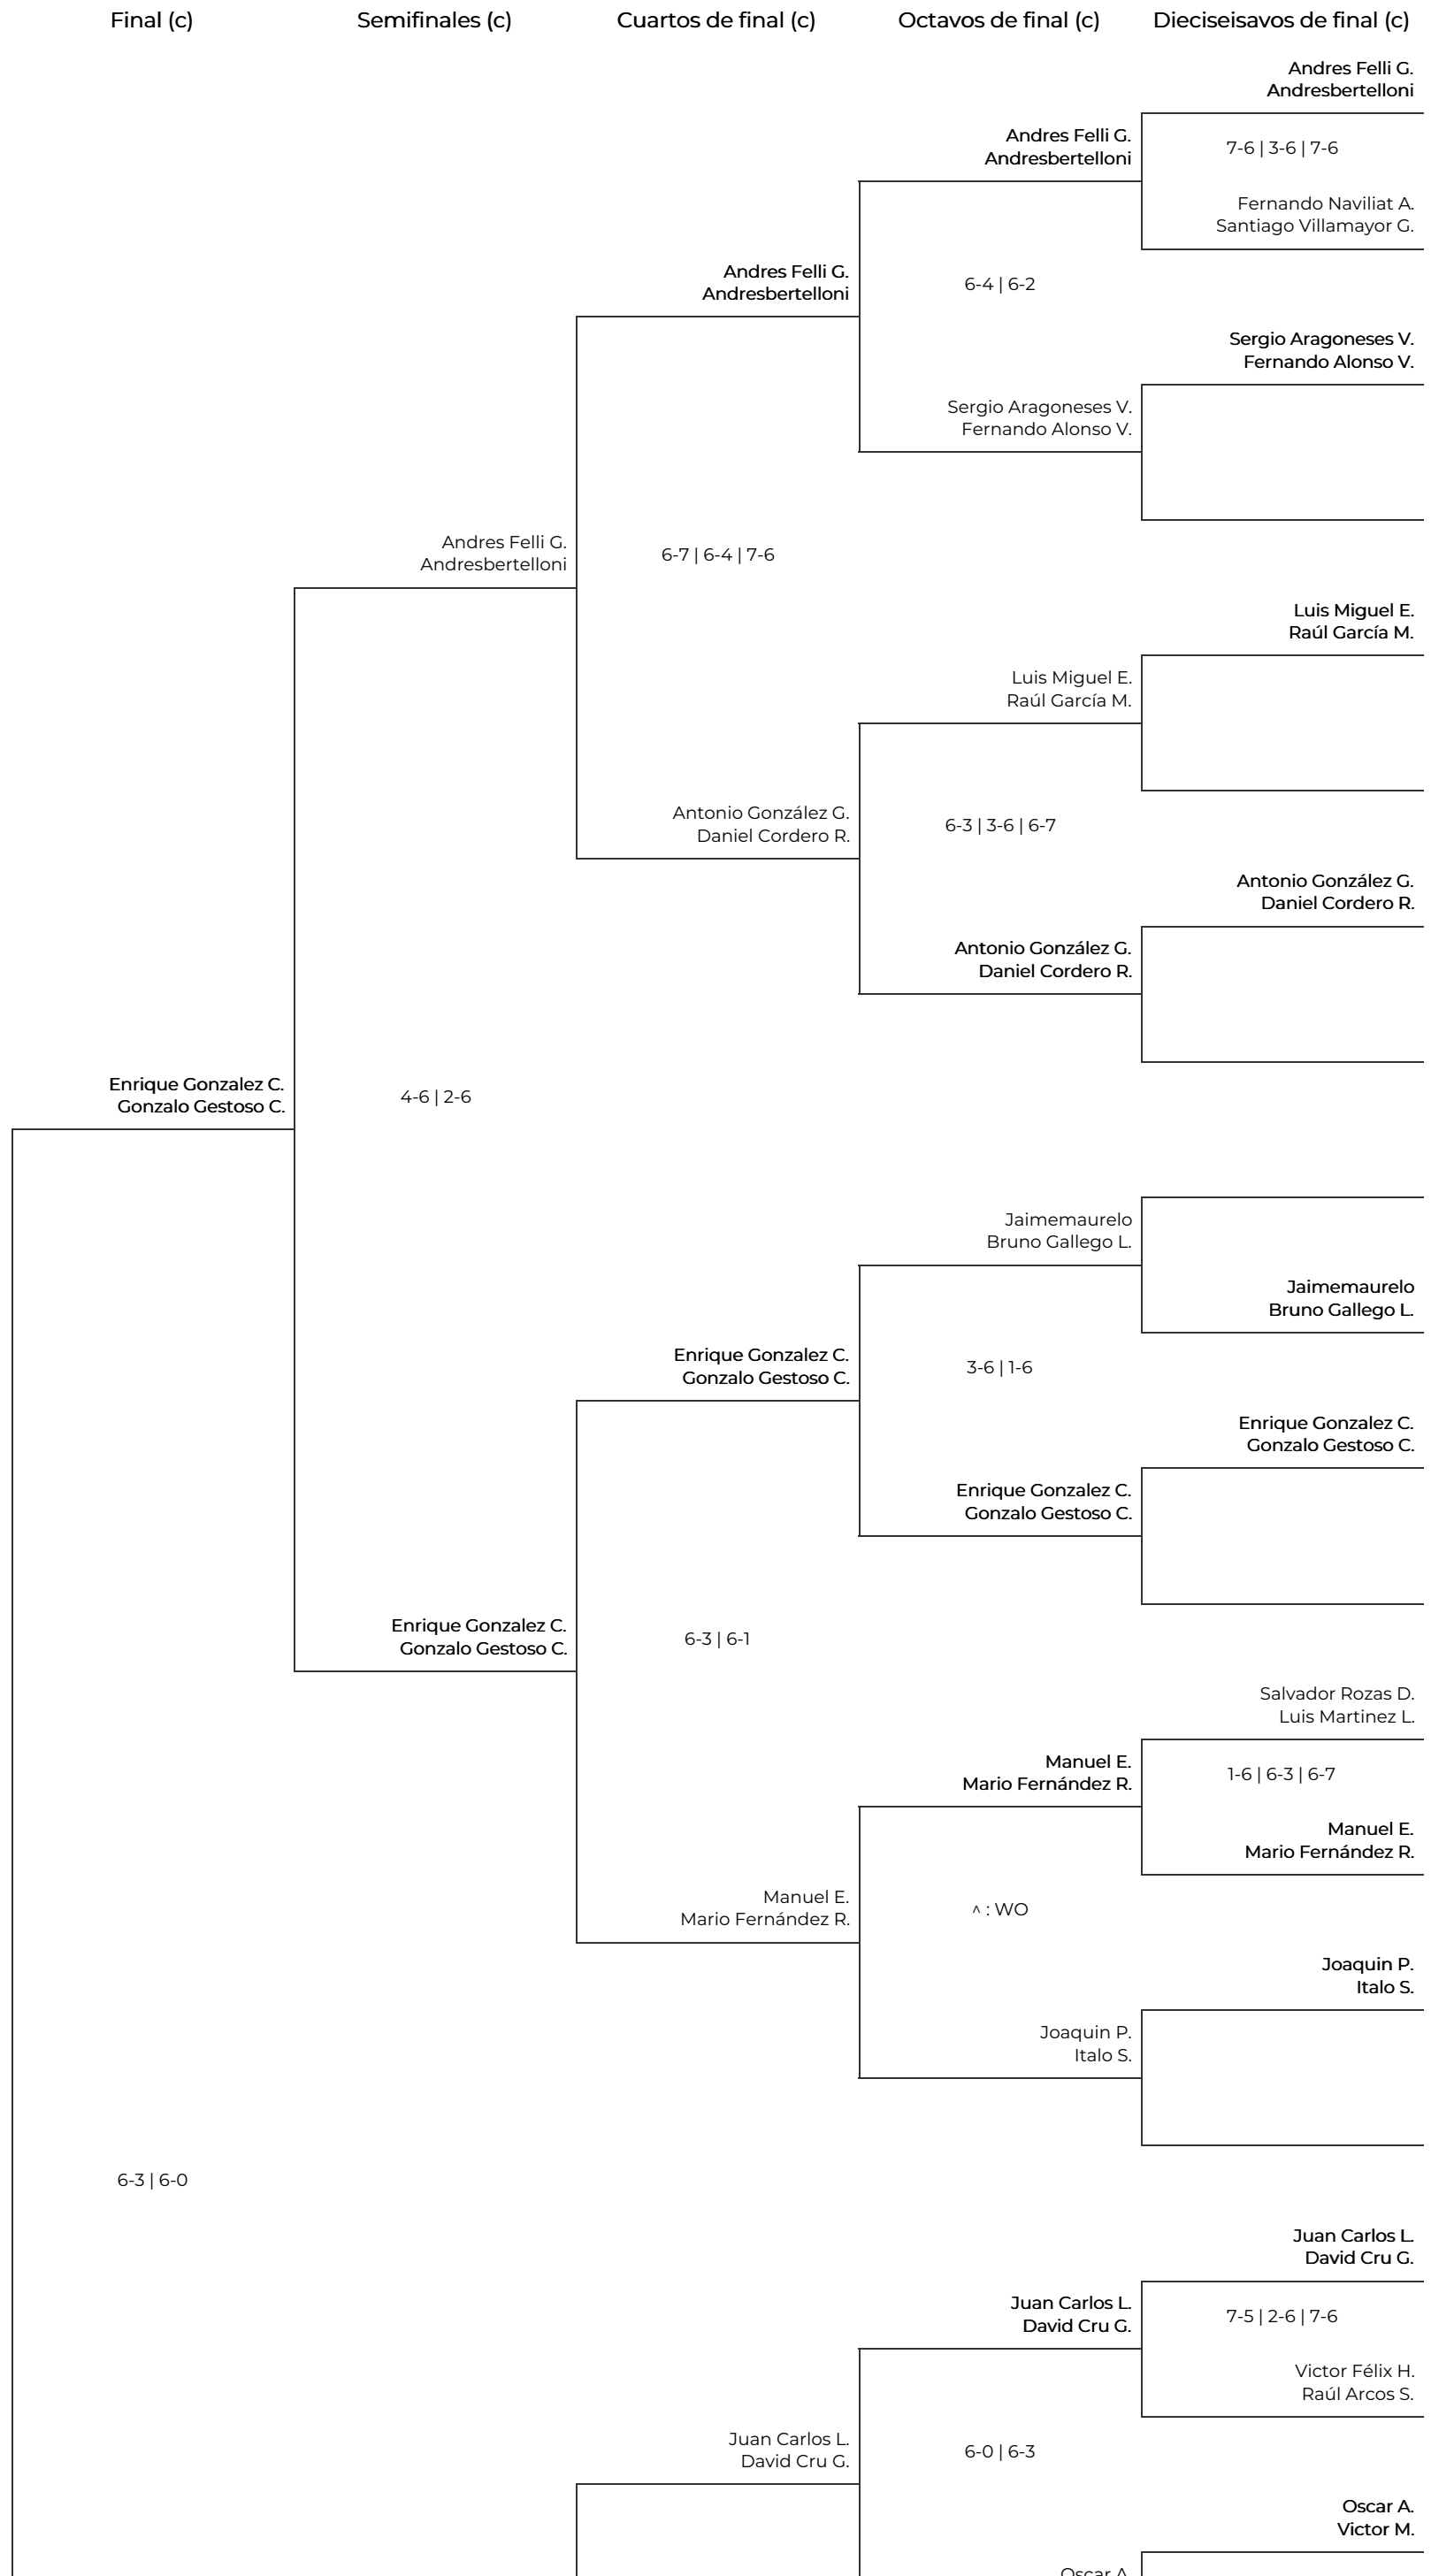 Final (c)
Semifinales (c)
Cuartos de final (c)
Octavos de final (c)
Dieciseisavos de final (c)
Andres Felli G.
Andresbertelloni
Andres Felli G.
Andresbertelloni
7-6 | 3-6 | 7-6
Fernando Naviliat A.
Santiago Villamayor G.
Andres Felli G.
Andresbertelloni
6-4 | 6-2
Sergio Aragoneses V.
Fernando Alonso V.
Sergio Aragoneses V.
Fernando Alonso V.
Andres Felli G.
Andresbertelloni
6-7 | 6-4 | 7-6
Luis Miguel E.
Raúl García M.
Luis Miguel E.
Raúl García M.
Antonio González G.
Daniel Cordero R.
6-3 | 3-6 | 6-7
Antonio González G.
Daniel Cordero R.
Antonio González G.
Daniel Cordero R.
Enrique Gonzalez C.
Gonzalo Gestoso C.
4-6 | 2-6
Jaimemaurelo
Bruno Gallego L.
Jaimemaurelo
Bruno Gallego L.
Enrique Gonzalez C.
Gonzalo Gestoso C.
3-6 | 1-6
Enrique Gonzalez C.
Gonzalo Gestoso C.
Enrique Gonzalez C.
Gonzalo Gestoso C.
Enrique Gonzalez C.
Gonzalo Gestoso C.
6-3 | 6-1
Salvador Rozas D.
Luis Martinez L.
Manuel E.
Mario Fernández R.
1-6 | 6-3 | 6-7
Manuel E.
Mario Fernández R.
Manuel E.
Mario Fernández R.
^ : WO
Joaquin P.
Italo S.
Joaquin P.
Italo S.
6-3 | 6-0
Juan Carlos L.
David Cru G.
Juan Carlos L.
David Cru G.
7-5 | 2-6 | 7-6
Victor Félix H.
Raúl Arcos S.
Juan Carlos L.
David Cru G.
6-0 | 6-3
Oscar A.
Victor M.
Oscar A.